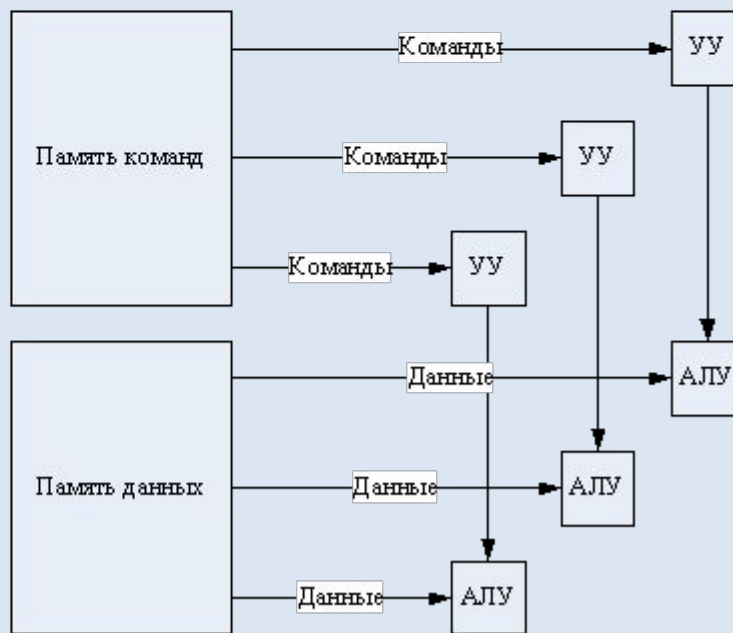 Команды
УУ
Память команд
Команды
УУ
Команды
УУ
Данные
АЛУ
Память данных
Данные
АЛУ
Данные
АЛУ